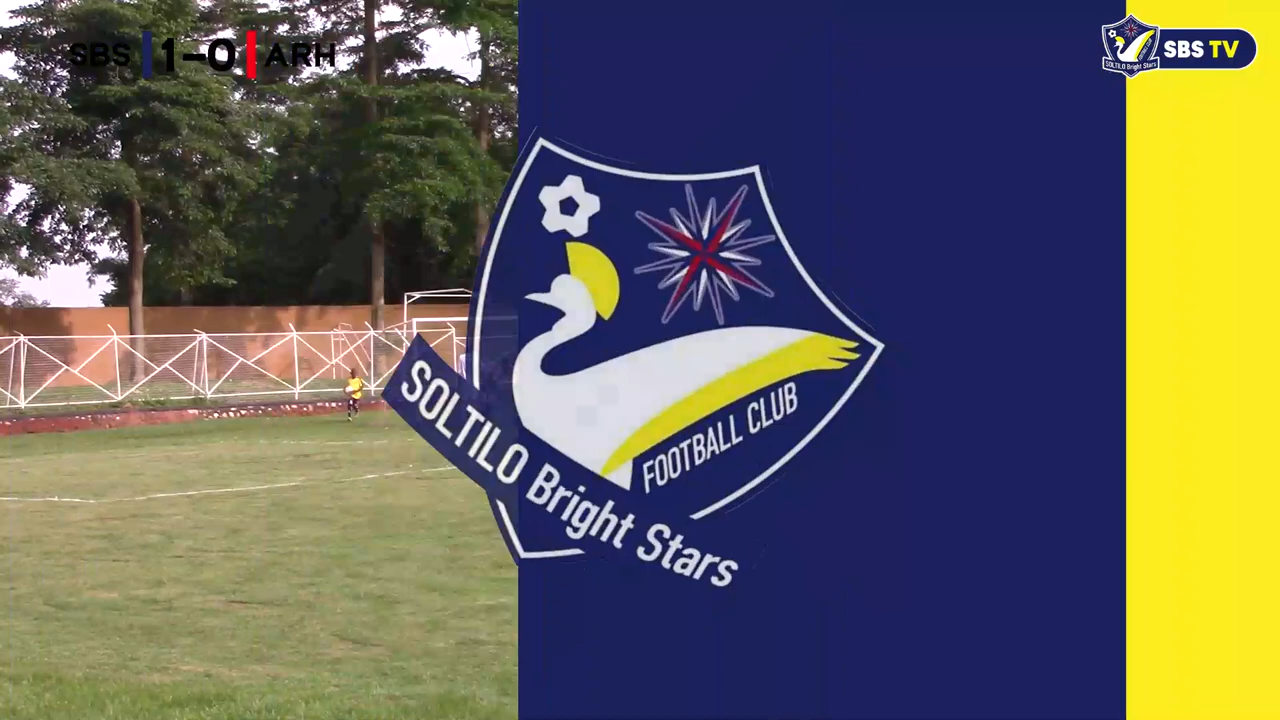 SBS 1-0 ARH
SOLTILO Bright Stars
SBS TV
FOOTBALL CLUB
SOLTILO Bright Stars